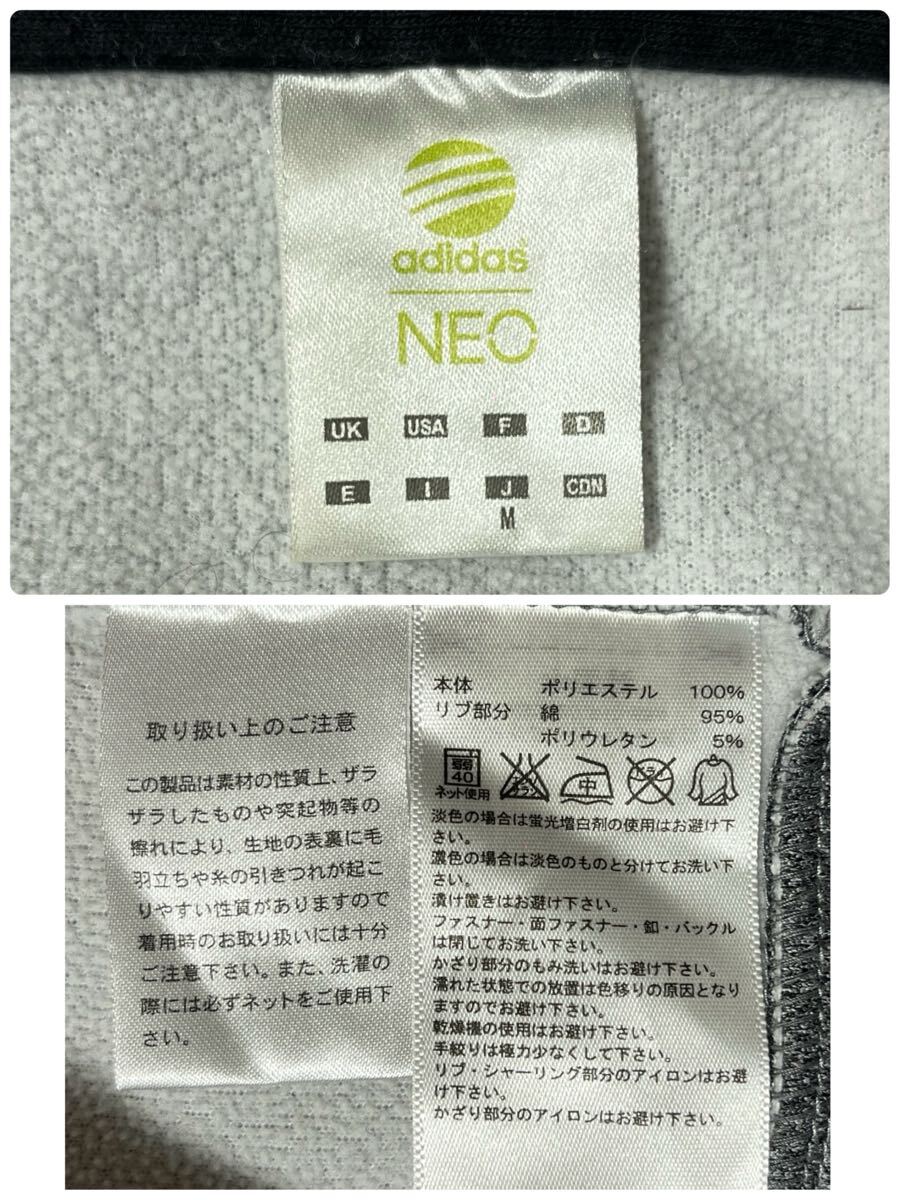 adidas
NEO
UK USA F D
E I J CDN
M
取り扱い上のご注意
この製品は素材の性質上、ザラ
ザラしたものや突起物等の
擦れにより、生地の表裏に毛
羽立ちや糸の引きつれが起こ
りやすい性質がありますので
着用時のお取り扱いには十分
ご注意下さい。また、洗濯の
際には必ずネットをご使用下
さい。
本体 ポリエステル 100%
リブ部分 綿 95%
ポリウレタン 5%
弱
40
エンソ
サラシ
中
ドライ
ネット使用
淡色の場合は蛍光増白剤の使用はお避け下
さい。
濃色の場合は淡色のものと分けてお洗い下
さい。
漬け置きはお避け下さい。
ファスナー・面ファスナー・釦・バックル
は閉じてお洗い下さい。
かざり部分のもみ洗いはお避け下さい。
濡れた状態での放置は色移りの原因となり
ますのでお避け下さい。
乾燥機の使用はお避け下さい。
手絞りは極力少なくして下さい。
リブ・シャーリング部分のアイロンはお避
け下さい。
かざり部分のアイロンはお避け下さい。